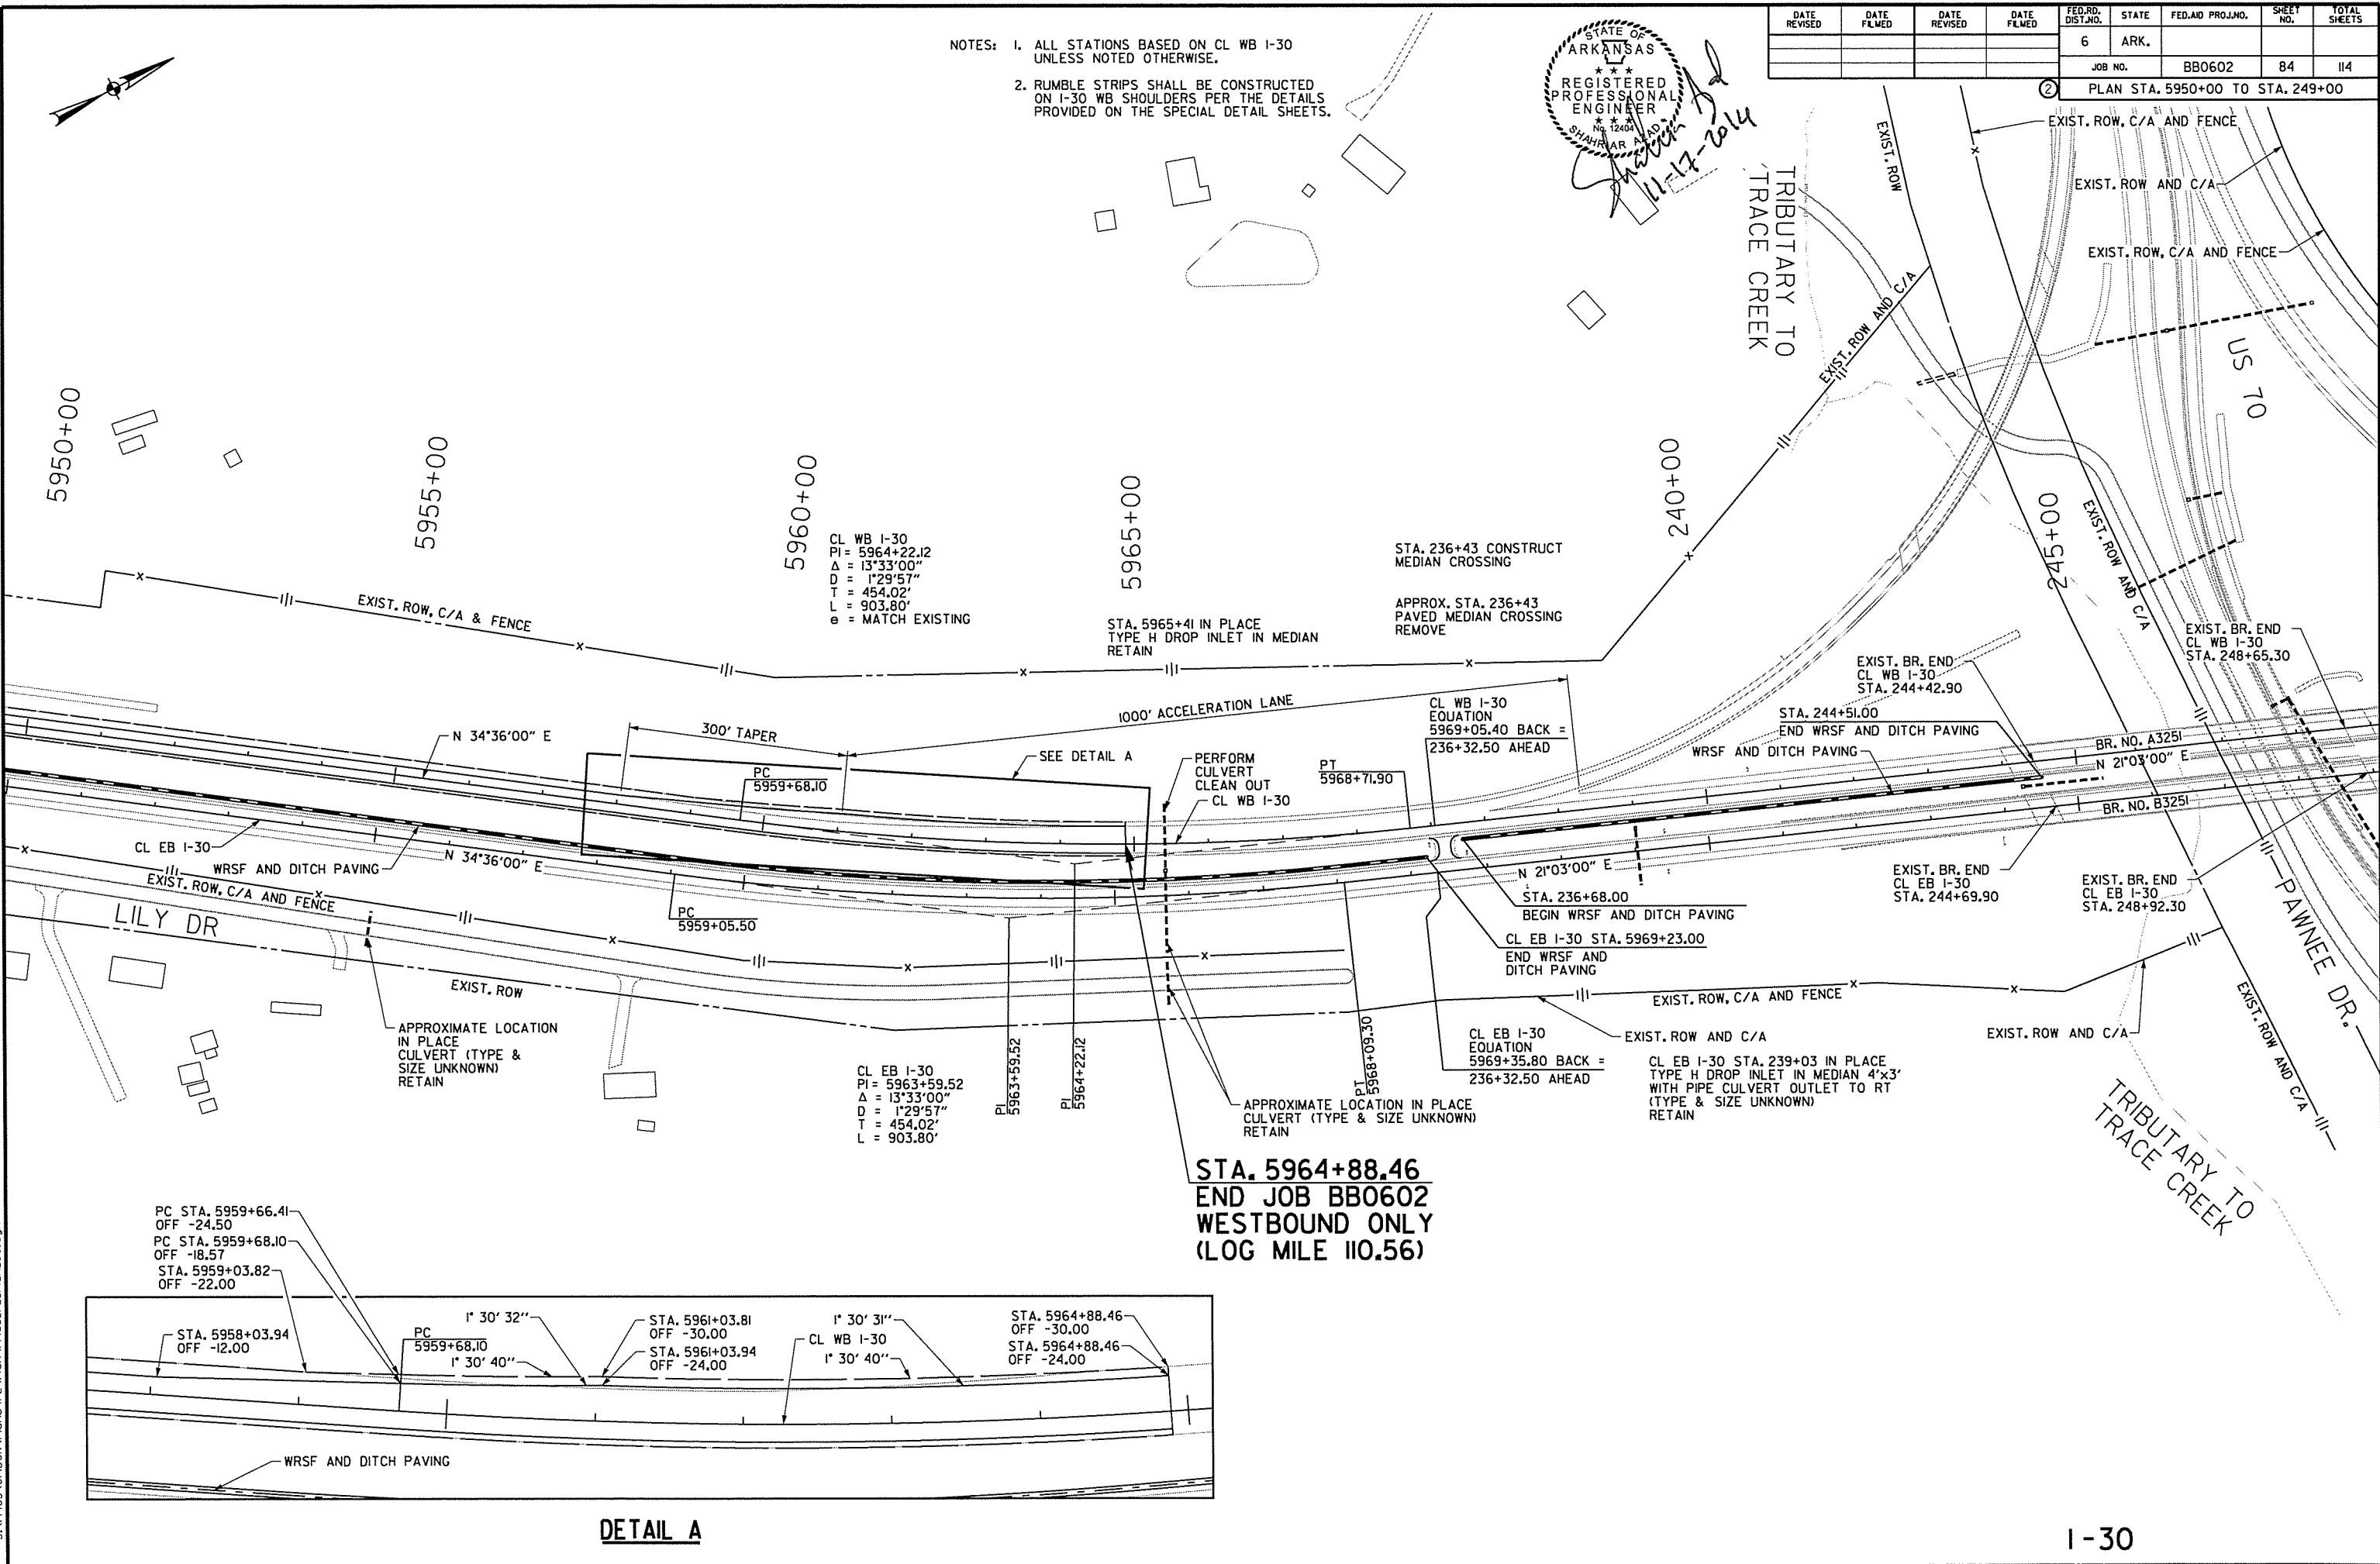 NOTES: 1. ALL STATIONS BASED ON CL WB I-30
UNLESS NOTED OTHERWISE.
2. RUMBLE STRIPS SHALL BE CONSTRUCTED
ON I-30 WB SHOULDERS PER THE DETAILS
PROVIDED ON THE SPECIAL DETAIL SHEETS.
STATE OF
ARKANSAS
REGISTERED
PROFESSIONAL
ENGINEER
No. 12404
SHAHRIAR AZAD
11-17-2014
DATE REVISED
DATE FILMED
DATE REVISED
DATE FILMED
FED.RD. DIST.NO.
STATE
FED.AID PROJ.NO.
SHEET NO.
TOTAL SHEETS
6 ARK.
JOB NO. BB0602 84 114
2 PLAN STA. 5950+00 TO STA. 249+00
EXIST. ROW
EXIST. ROW, C/A AND FENCE
EXIST. ROW AND C/A
EXIST. ROW, C/A AND FENCE
TRIBUTARY TO
TRACE CREEK
EXIST. ROW AND C/A
US 70
5950+00
5955+00
5960+00
5965+00
240+00
245+00
CL WB I-30
PI = 5964+22.12
Δ = 13°33'00"
D = 1°29'57"
T = 454.02'
L = 903.80'
e = MATCH EXISTING
STA. 5965+41 IN PLACE
TYPE H DROP INLET IN MEDIAN
RETAIN
STA. 236+43 CONSTRUCT
MEDIAN CROSSING
APPROX. STA. 236+43
PAVED MEDIAN CROSSING
REMOVE
EXIST. ROW AND C/A
EXIST. ROW, C/A & FENCE
EXIST. BR. END
CL WB I-30
STA. 248+65.30
EXIST. BR. END
CL WB I-30
STA. 244+42.90
STA. 244+51.00
END WRSF AND DITCH PAVING
WRSF AND DITCH PAVING
BR. NO. A3251
N 21°03'00" E
BR. NO. B3251
N 34°36'00" E
300' TAPER
1000' ACCELERATION LANE
SEE DETAIL A
PC
5959+68.10
PERFORM
CULVERT
CLEAN OUT
CL WB I-30
PT
5968+71.90
CL WB I-30
EQUATION
5969+05.40 BACK =
236+32.50 AHEAD
CL EB I-30
WRSF AND DITCH PAVING
N 34°36'00" E
EXIST. ROW, C/A AND FENCE
LILY DR
PC
5959+05.50
N 21°03'00" E
STA. 236+68.00
BEGIN WRSF AND DITCH PAVING
CL EB I-30 STA. 5969+23.00
END WRSF AND
DITCH PAVING
EXIST. BR. END
CL EB I-30
STA. 244+69.90
EXIST. BR. END
CL EB I-30
STA. 248+92.30
PAWNEE DR.
EXIST. ROW
EXIST. ROW, C/A AND FENCE
EXIST. ROW AND C/A
EXIST. ROW AND C/A
EXIST. ROW AND C/A
APPROXIMATE LOCATION
IN PLACE
CULVERT (TYPE &
SIZE UNKNOWN)
RETAIN
CL EB I-30
PI = 5963+59.52
Δ = 13°33'00"
D = 1°29'57"
T = 454.02'
L = 903.80'
PI
5963+59.52
PI
5964+22.12
PT
5968+09.30
CL EB I-30
EQUATION
5969+35.80 BACK =
236+32.50 AHEAD
APPROXIMATE LOCATION IN PLACE
CULVERT (TYPE & SIZE UNKNOWN)
RETAIN
CL EB I-30 STA. 239+03 IN PLACE
TYPE H DROP INLET IN MEDIAN 4'x3'
WITH PIPE CULVERT OUTLET TO RT
(TYPE & SIZE UNKNOWN)
RETAIN
TRIBUTARY TO
TRACE CREEK
STA. 5964+88.46
END JOB BB0602
WESTBOUND ONLY
(LOG MILE 110.56)
PC STA. 5959+66.41
OFF -24.50
PC STA. 5959+68.10
OFF -18.57
STA. 5959+03.82
OFF -22.00
STA. 5958+03.94
OFF -12.00
PC
5959+68.10
1° 30' 32"
1° 30' 40"
STA. 5961+03.81
OFF -30.00
STA. 5961+03.94
OFF -24.00
1° 30' 31"
CL WB I-30
1° 30' 40"
STA. 5964+88.46
OFF -30.00
STA. 5964+88.46
OFF -24.00
WRSF AND DITCH PAVING
DETAIL A
I-30